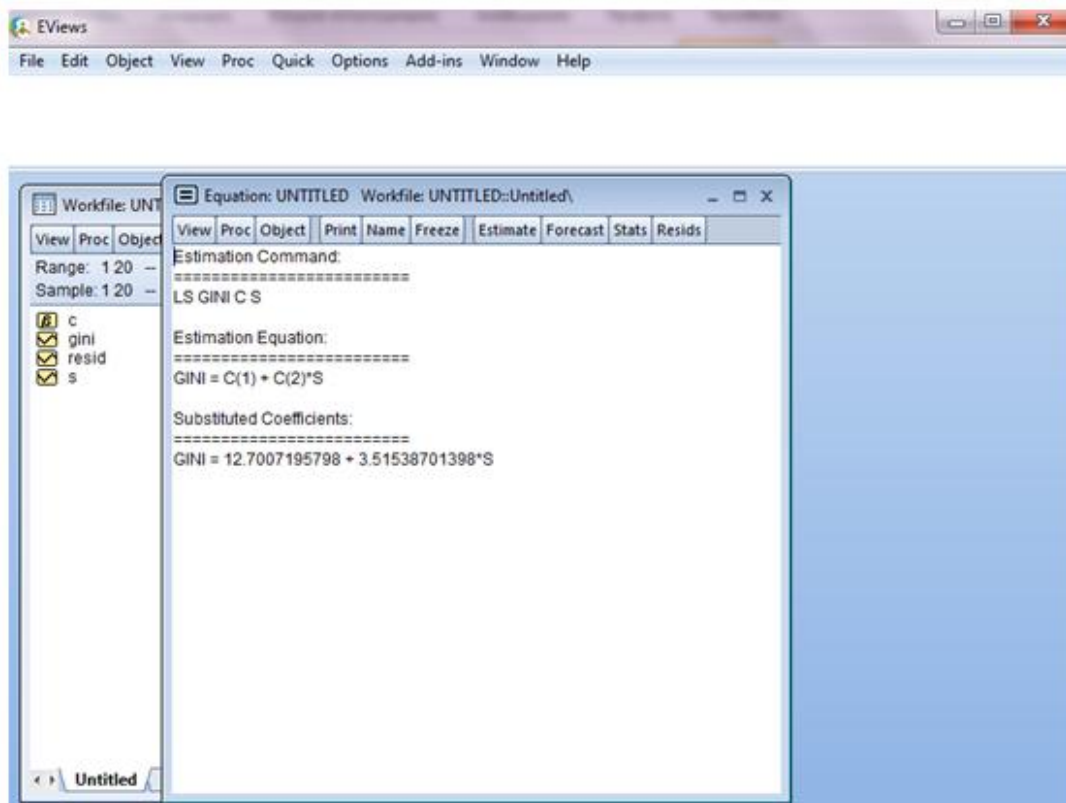 EViews
File Edit Object View Proc Quick Options Add-ins Window Help
Workfile: UNT
View Proc Object
Range: 1 20 --
Sample: 1 20 --
c
gini
resid
s
Untitled
Equation: UNTITLED Workfile: UNTITLED::Untitled\
View Proc Object Print Name Freeze Estimate Forecast Stats Resids
Estimation Command:
=========================
LS GINI C S
Estimation Equation:
=========================
GINI = C(1) + C(2)*S
Substituted Coefficients:
=========================
GINI = 12.7007195798 + 3.51538701398*S